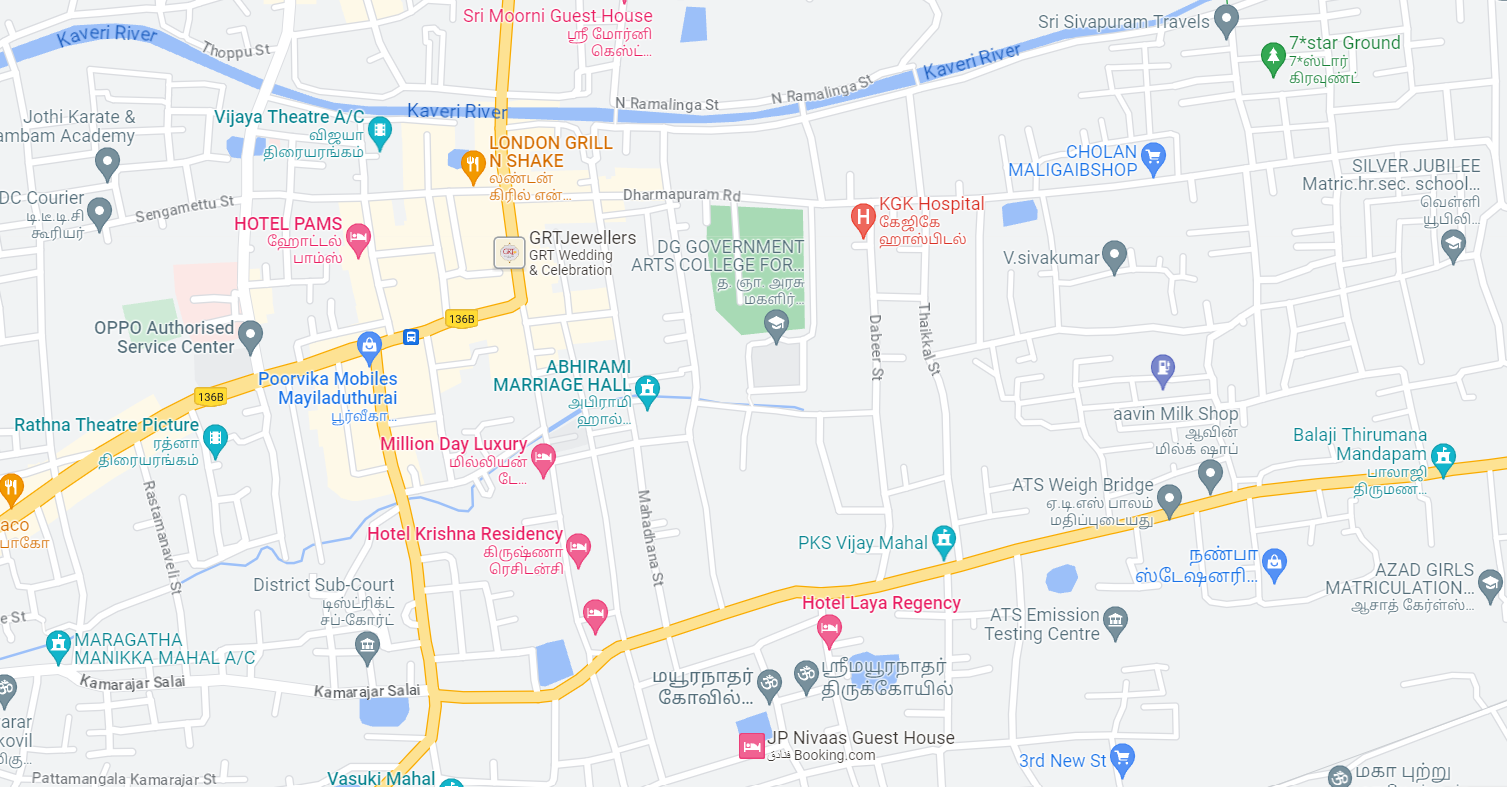 Sri Moorni Guest House
ஸ்ரீ மோர்னி
கெஸ்ட்...
Sri Sivapuram Travels
Kaveri River
Thoppu St
7*star Ground
7*ஸ்டார்
கிரவுண்ட்
Kaveri River
N Ramalinga St
N Ramalinga St
Kaveri River
Jothi Karate &
ambam Academy
Vijaya Theatre A/C
விஜயா
திரையரங்கம்
LONDON GRILL
N SHAKE
லண்டன்
கிரில் என்...
CHOLAN
MALIGAIBSHOP
SILVER JUBILEE
Matric.hr.sec. school...
வெள்ளி
யூபிலி...
DC Courier
டி.டீ.டி.சி
கூரியர்
Sengamettu St
Dharmapuram Rd
HOTEL PAMS
ஹோட்டல்
பாம்ஸ்
KGK Hospital
கேஜிகே
ஹாஸ்பிடல்
GRTJewellers
GRT Wedding
& Celebration
GRT
DG GOVERNMENT
ARTS COLLEGE FOR...
த. ஞா. அரசு
மகளிர்...
V.sivakumar
136B
OPPO Authorised
Service Center
Dabeer St
Thaikkal St
Poorvika Mobiles
Mayiladuthurai
பூர்வீகா...
136B
ABHIRAMI
MARRIAGE HALL
அபிராமி
ஹால்...
aavin Milk Shop
ஆவின்
மில்க் ஷாப்
Rathna Theatre Picture
ரத்னா
திரையரங்கம்
Million Day Luxury
மில்லியன்
டே...
Balaji Thirumana
Mandapam
பாலாஜி
திருமண...
ATS Weigh Bridge
ஏ.டி.எஸ் பாலம்
மதிப்புடையது
Rastamanaveli St
Mahadhana St
aco
பாகோ
Hotel Krishna Residency
கிருஷ்ணா
ரெசிடன்சி
PKS Vijay Mahal
நண்பா
ஸ்டேஷனரி...
AZAD GIRLS
MATRICULATION...
ஆசாத் கேர்ள்ஸ்...
District Sub-Court
டிஸ்ட்ரிக்ட்
சப்-கோர்ட்
Hotel Laya Regency
ATS Emission
Testing Centre
e St
MARAGATHA
MANIKKA MAHAL A/C
Kamarajar Salai
Kamarajar Salai
மயூரநாதர்
கோவில்...
ஸ்ரீமயூரநாதர்
திருக்கோயில்
arar
kovil
JP Nivaas Guest House
فنادق Booking.com
3rd New St
Pattamangala Kamarajar St
Vasuki Mahal
மகா புற்று